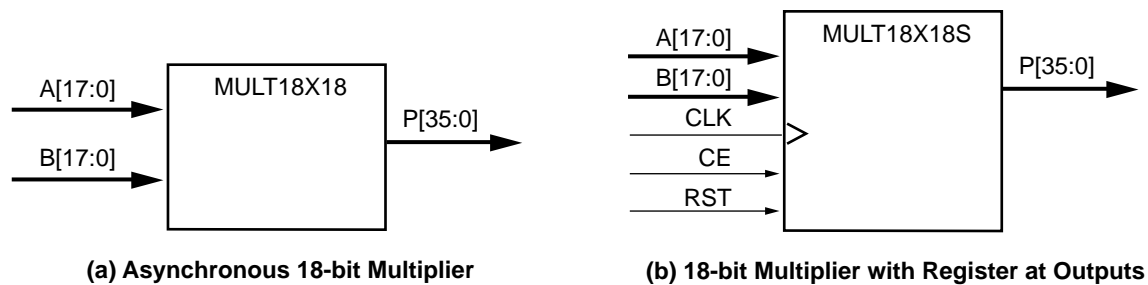 MULT18X18
A[17:0]
B[17:0]
P[35:0]
(a) Asynchronous 18-bit Multiplier
MULT18X18S
A[17:0]
B[17:0]
CLK
CE
RST
P[35:0]
(b) 18-bit Multiplier with Register at Outputs